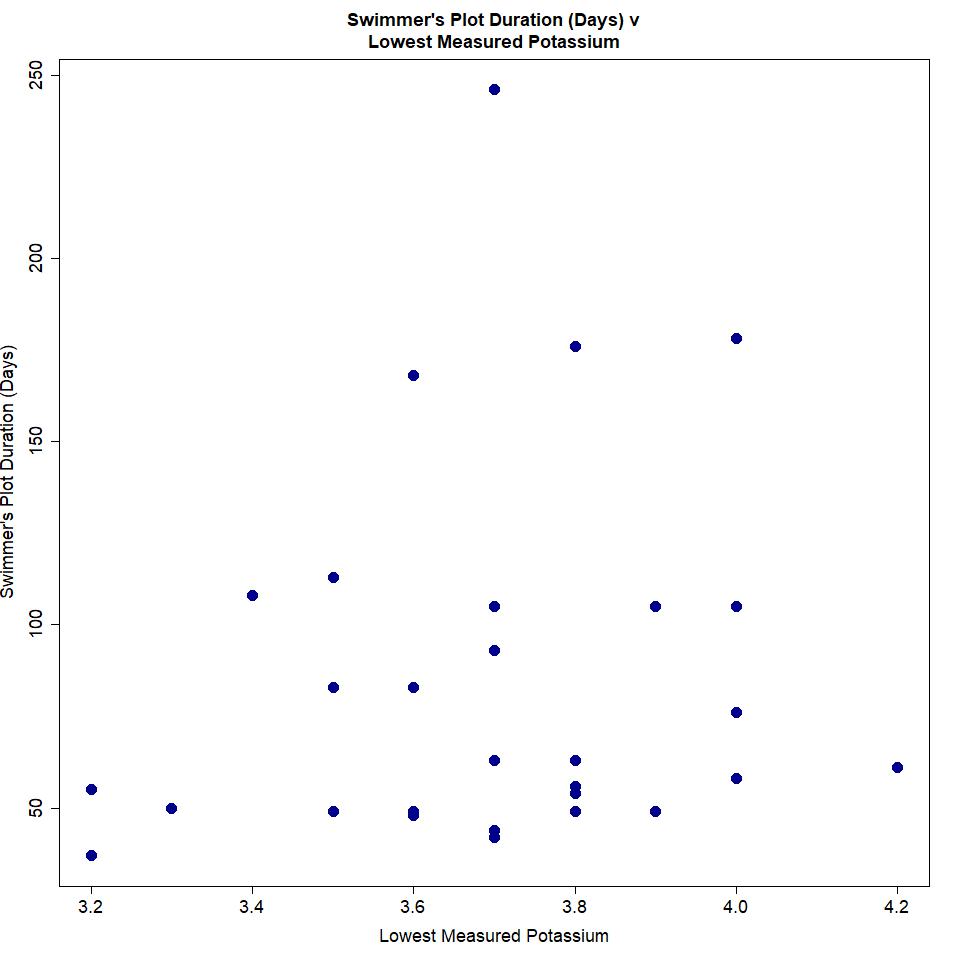 Swimmer's Plot Duration (Days) v
Lowest Measured Potassium
250
200
150
100
50
Swimmer's Plot Duration (Days)
3.2 3.4 3.6 3.8 4.0 4.2
Lowest Measured Potassium